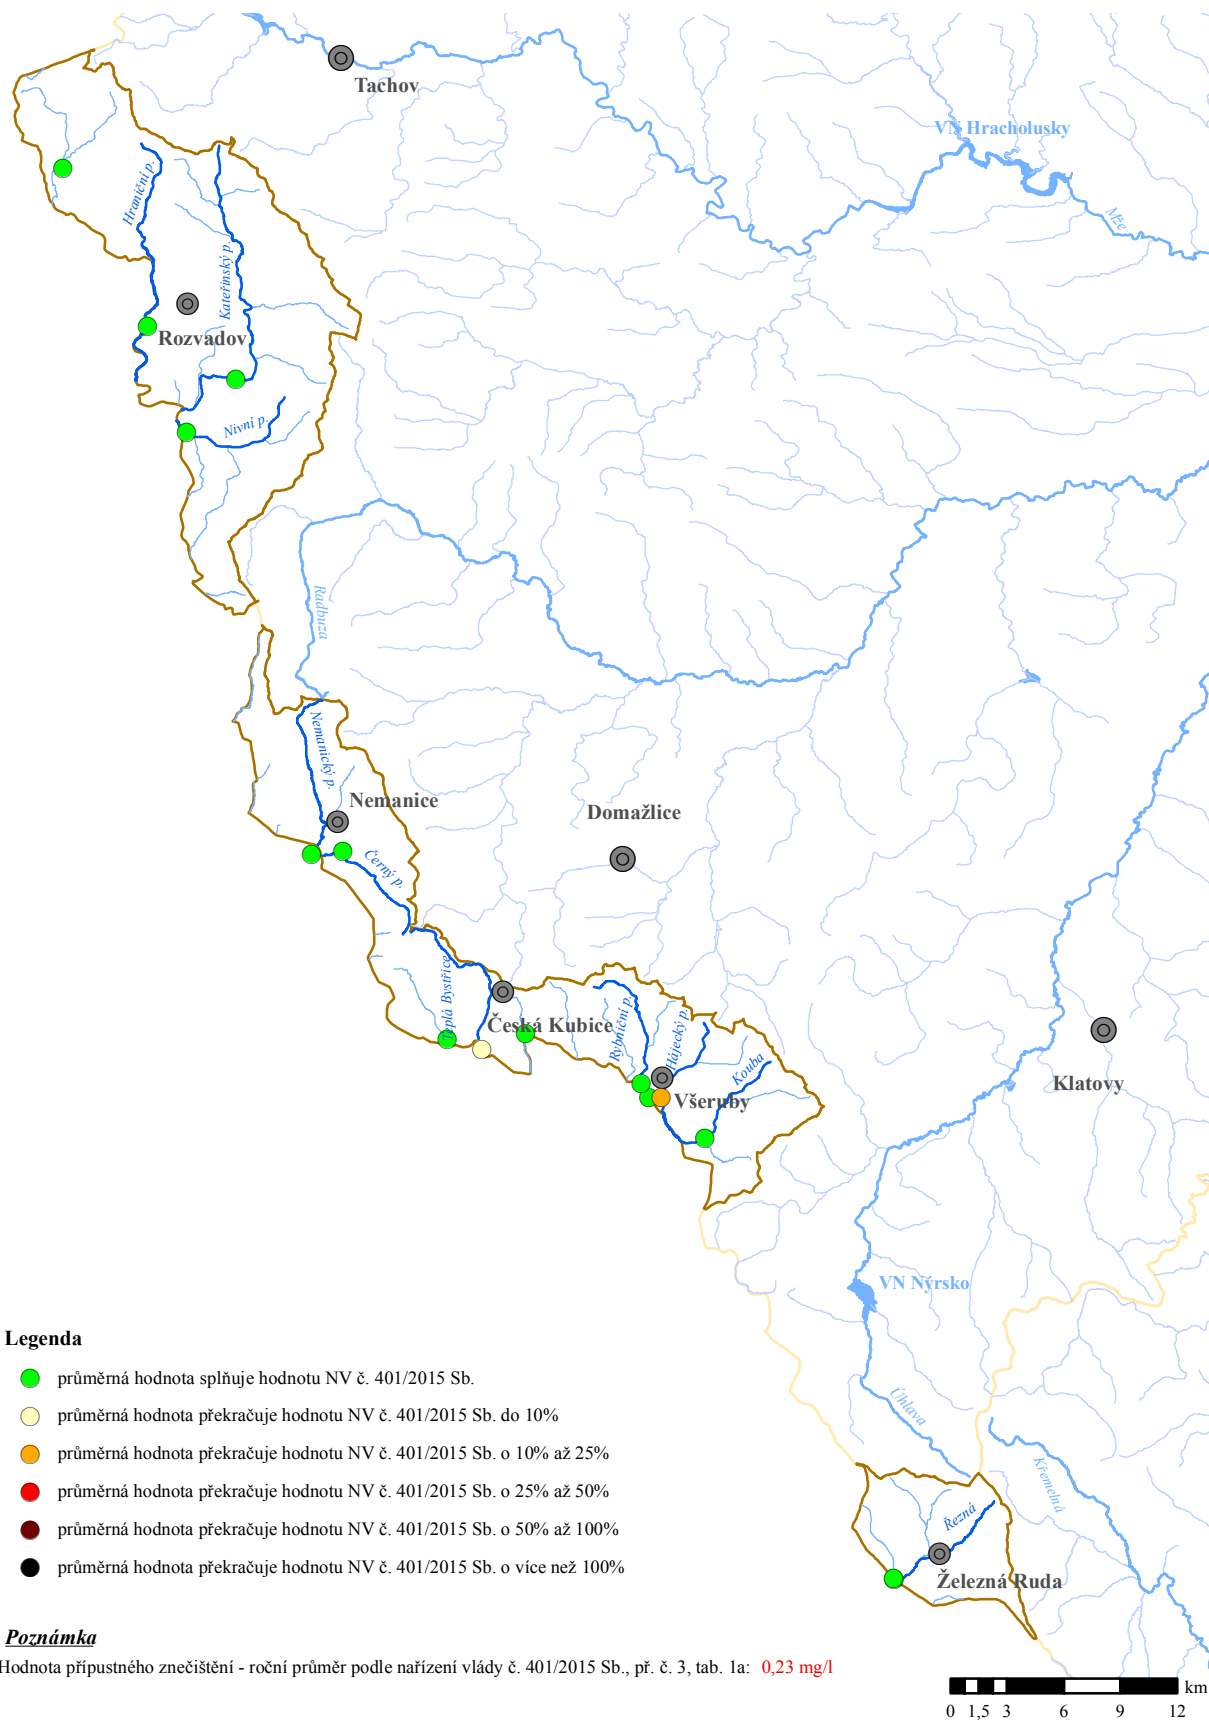 Tachov
VN Hracholusky
Mže
Hraniční p.
Kateřinský p.
Rozvadov
Nivní p.
Radbuza
Nemanický p.
Nemanice
Domažlice
Černý p.
Teplá Bystřice
Česká Kubice
Rybniční p.
Hájecký p.
Kouba
Všeruby
Klatovy
VN Nýrsko
Úhlava
Křemelná
Řezná
Železná Ruda
Legenda
průměrná hodnota splňuje hodnotu NV č. 401/2015 Sb.
průměrná hodnota překračuje hodnotu NV č. 401/2015 Sb. do 10%
průměrná hodnota překračuje hodnotu NV č. 401/2015 Sb. o 10% až 25%
průměrná hodnota překračuje hodnotu NV č. 401/2015 Sb. o 25% až 50%
průměrná hodnota překračuje hodnotu NV č. 401/2015 Sb. o 50% až 100%
průměrná hodnota překračuje hodnotu NV č. 401/2015 Sb. o více než 100%
Poznámka
Hodnota přípustného znečištění - roční průměr podle nařízení vlády č. 401/2015 Sb., př. č. 3, tab. 1a: 0,23 mg/l
km
0 1,5 3 6 9 12